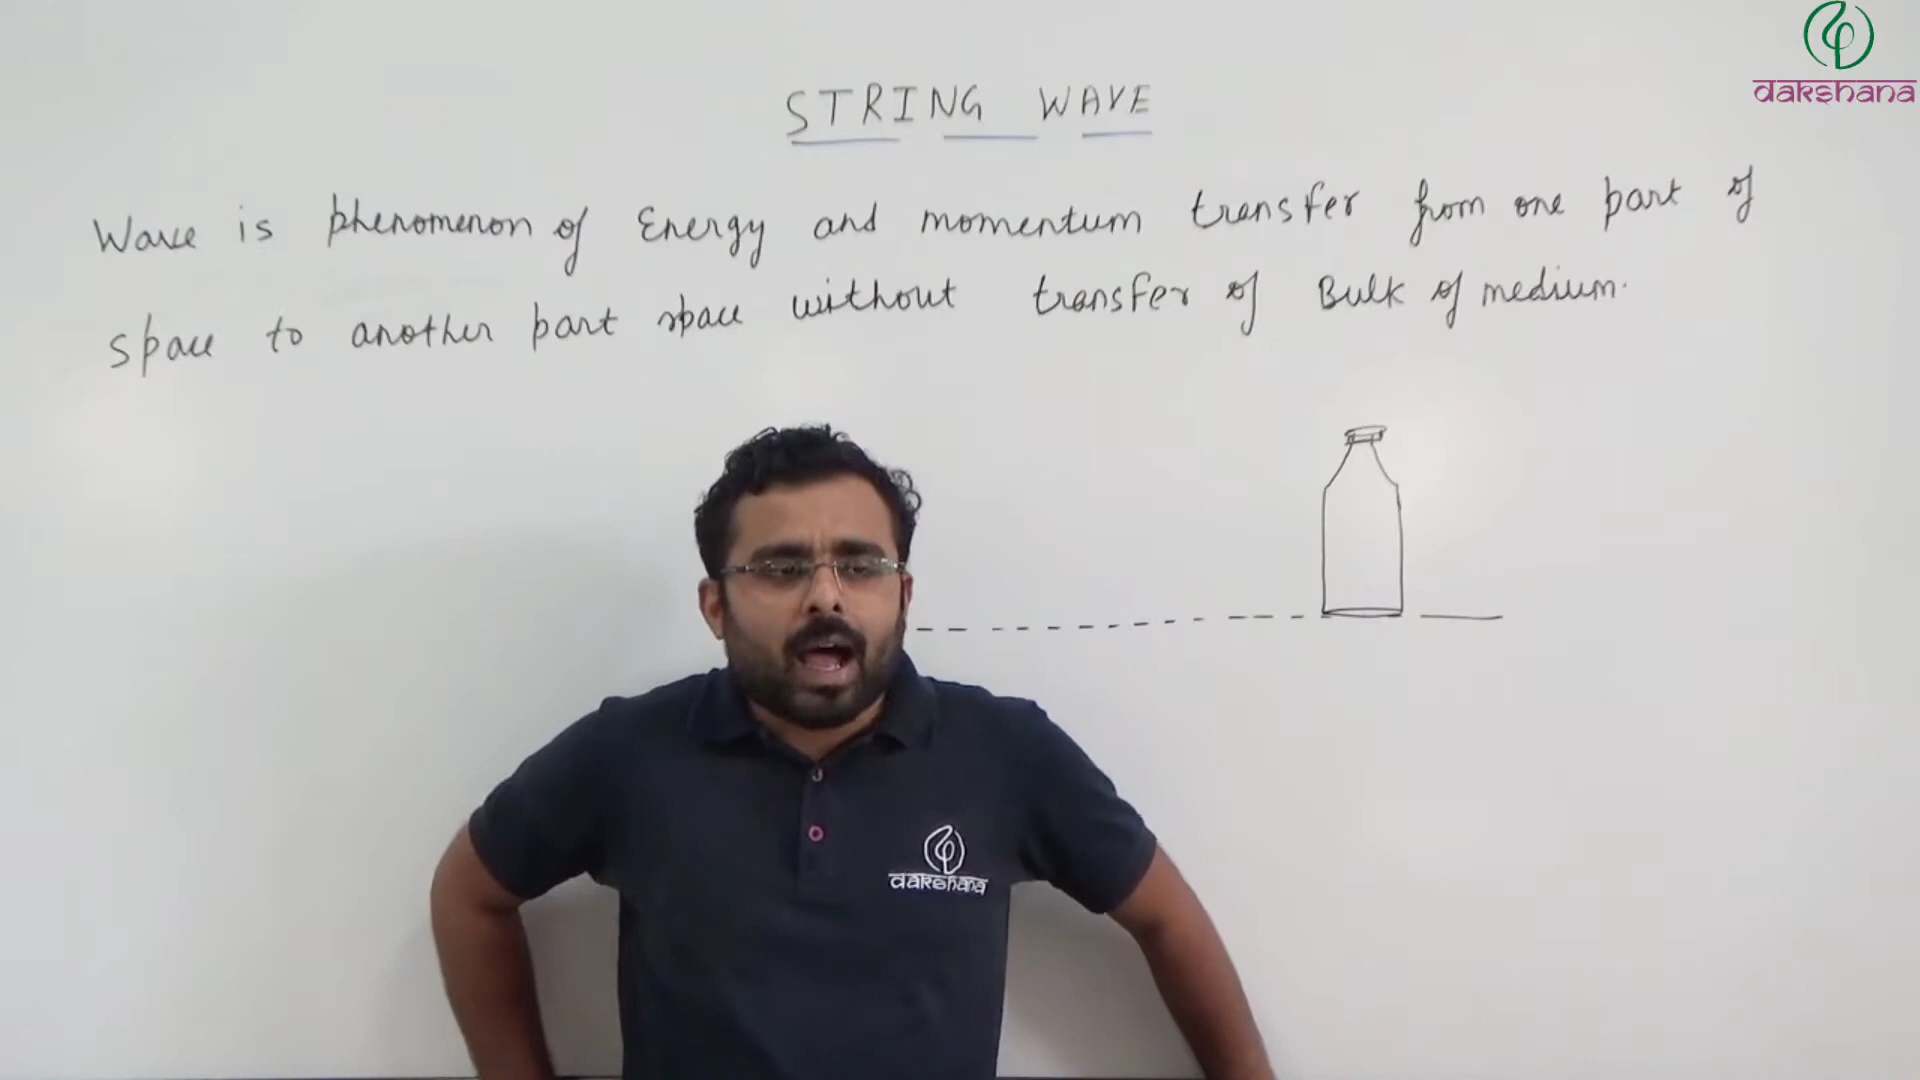 dakshana
STRING WAVE
Wave is phenomenon of Energy and momentum transfer from one part of
space to another part space without transfer of Bulk of medium.
dakshana